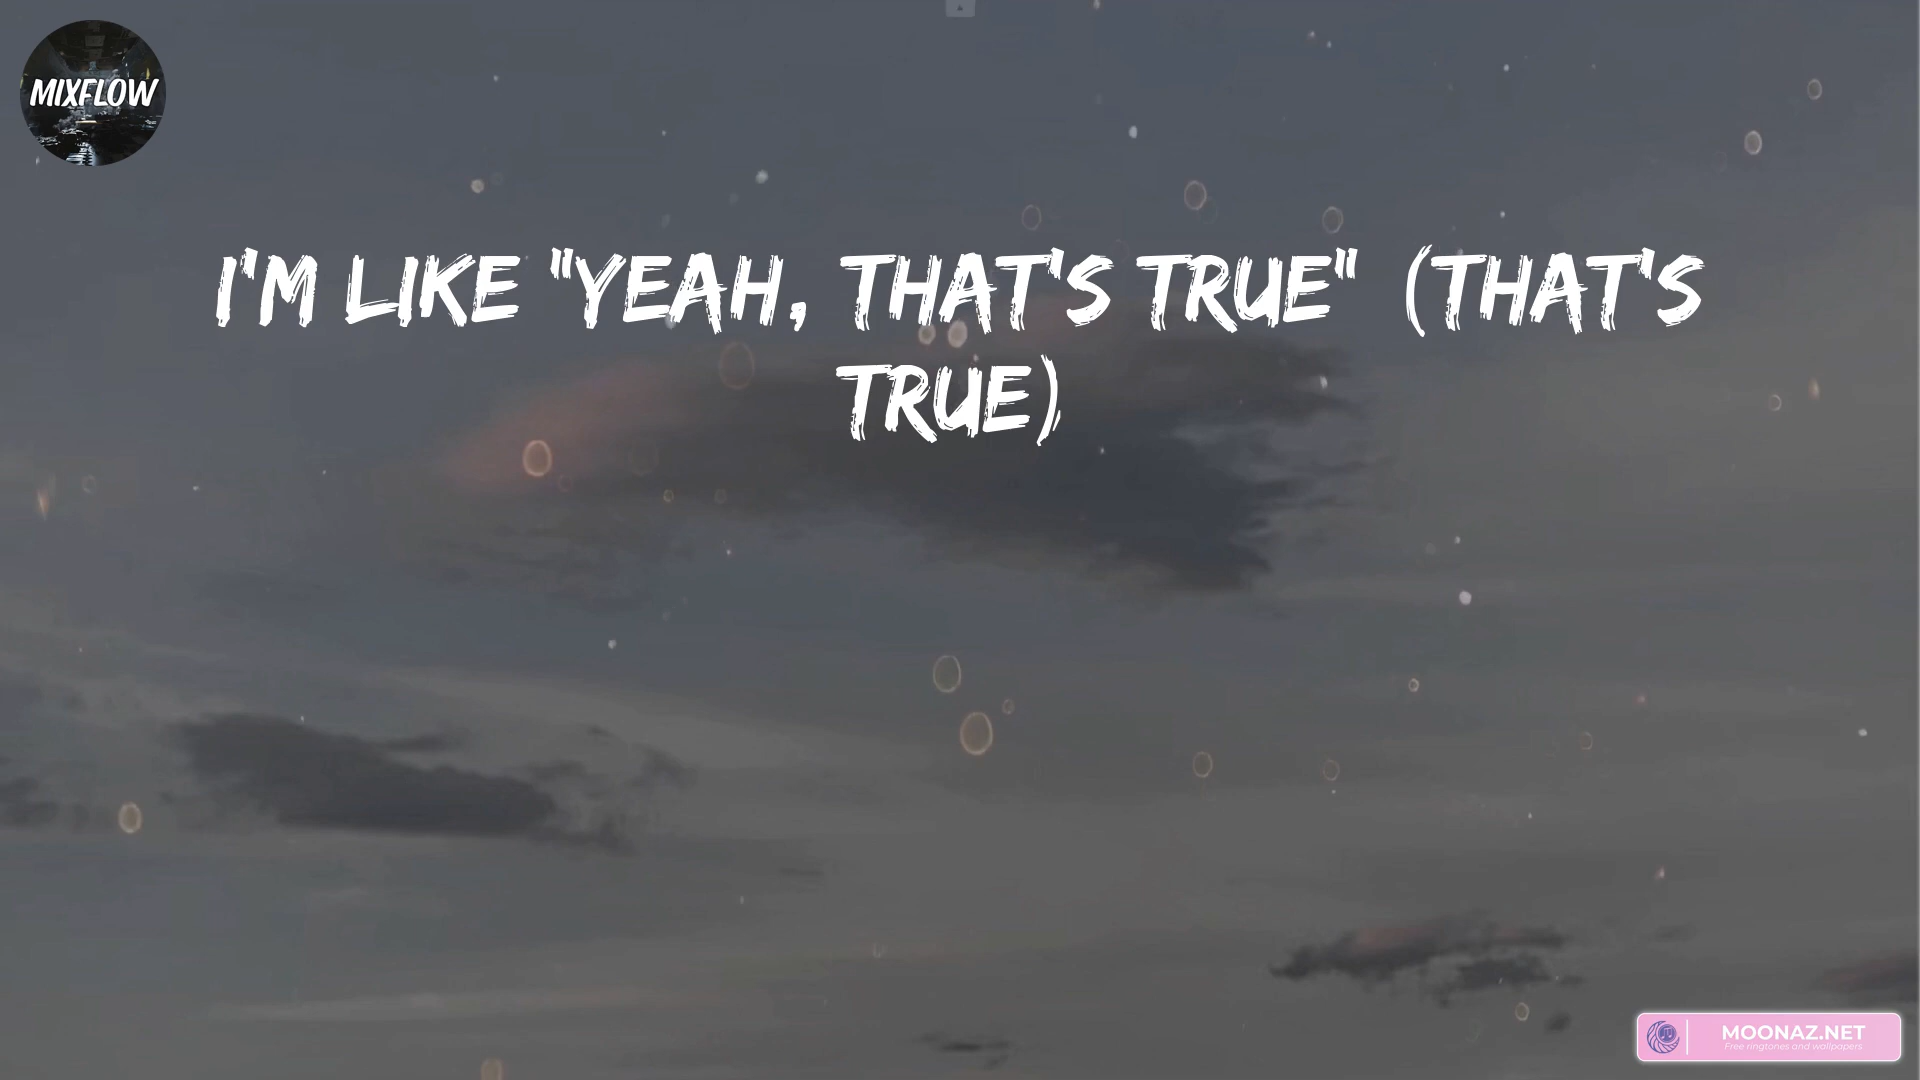 MIXFLOW
I'M LIKE "YEAH, THAT'S TRUE" (THAT'S
TRUE)
MOONAZ.NET
Free ringtones and wallpapers